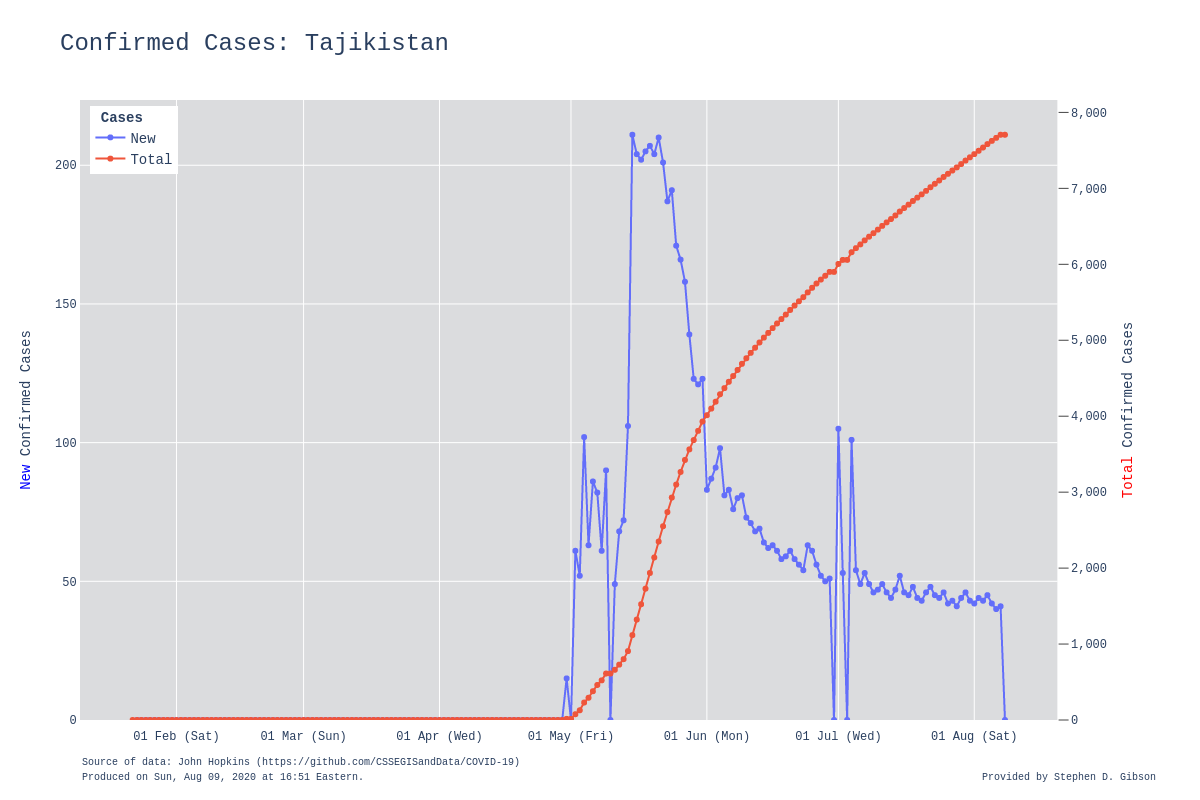 Confirmed Cases: Tajikistan
Cases
New
Total
200
150
100
50
0
8,000
7,000
6,000
5,000
4,000
3,000
2,000
1,000
0
New Confirmed Cases
Total Confirmed Cases
01 Feb (Sat) 01 Mar (Sun) 01 Apr (Wed) 01 May (Fri) 01 Jun (Mon) 01 Jul (Wed) 01 Aug (Sat)
Source of data: John Hopkins (https://github.com/CSSEGISandData/COVID-19)
Produced on Sun, Aug 09, 2020 at 16:51 Eastern.
Provided by Stephen D. Gibson